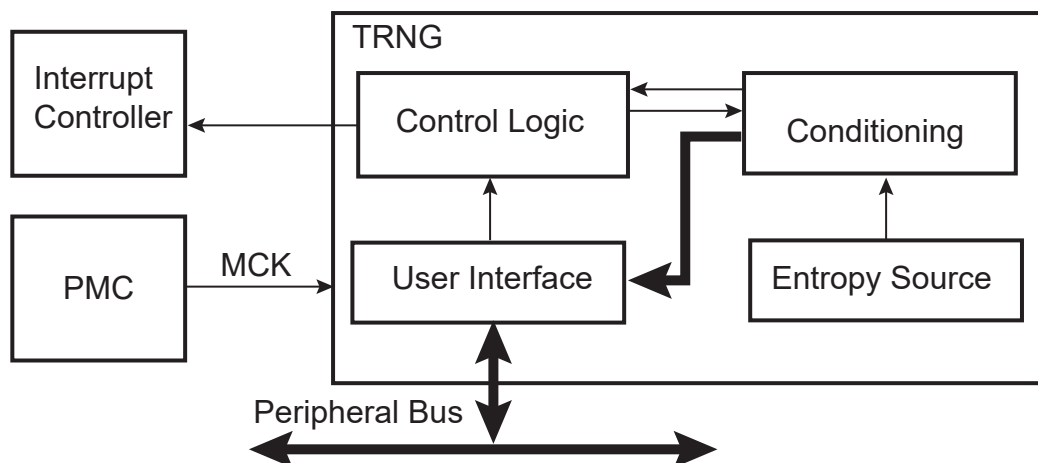 TRNG
Interrupt
Controller
Control Logic
Conditioning
PMC
MCK
User Interface
Entropy Source
Peripheral Bus